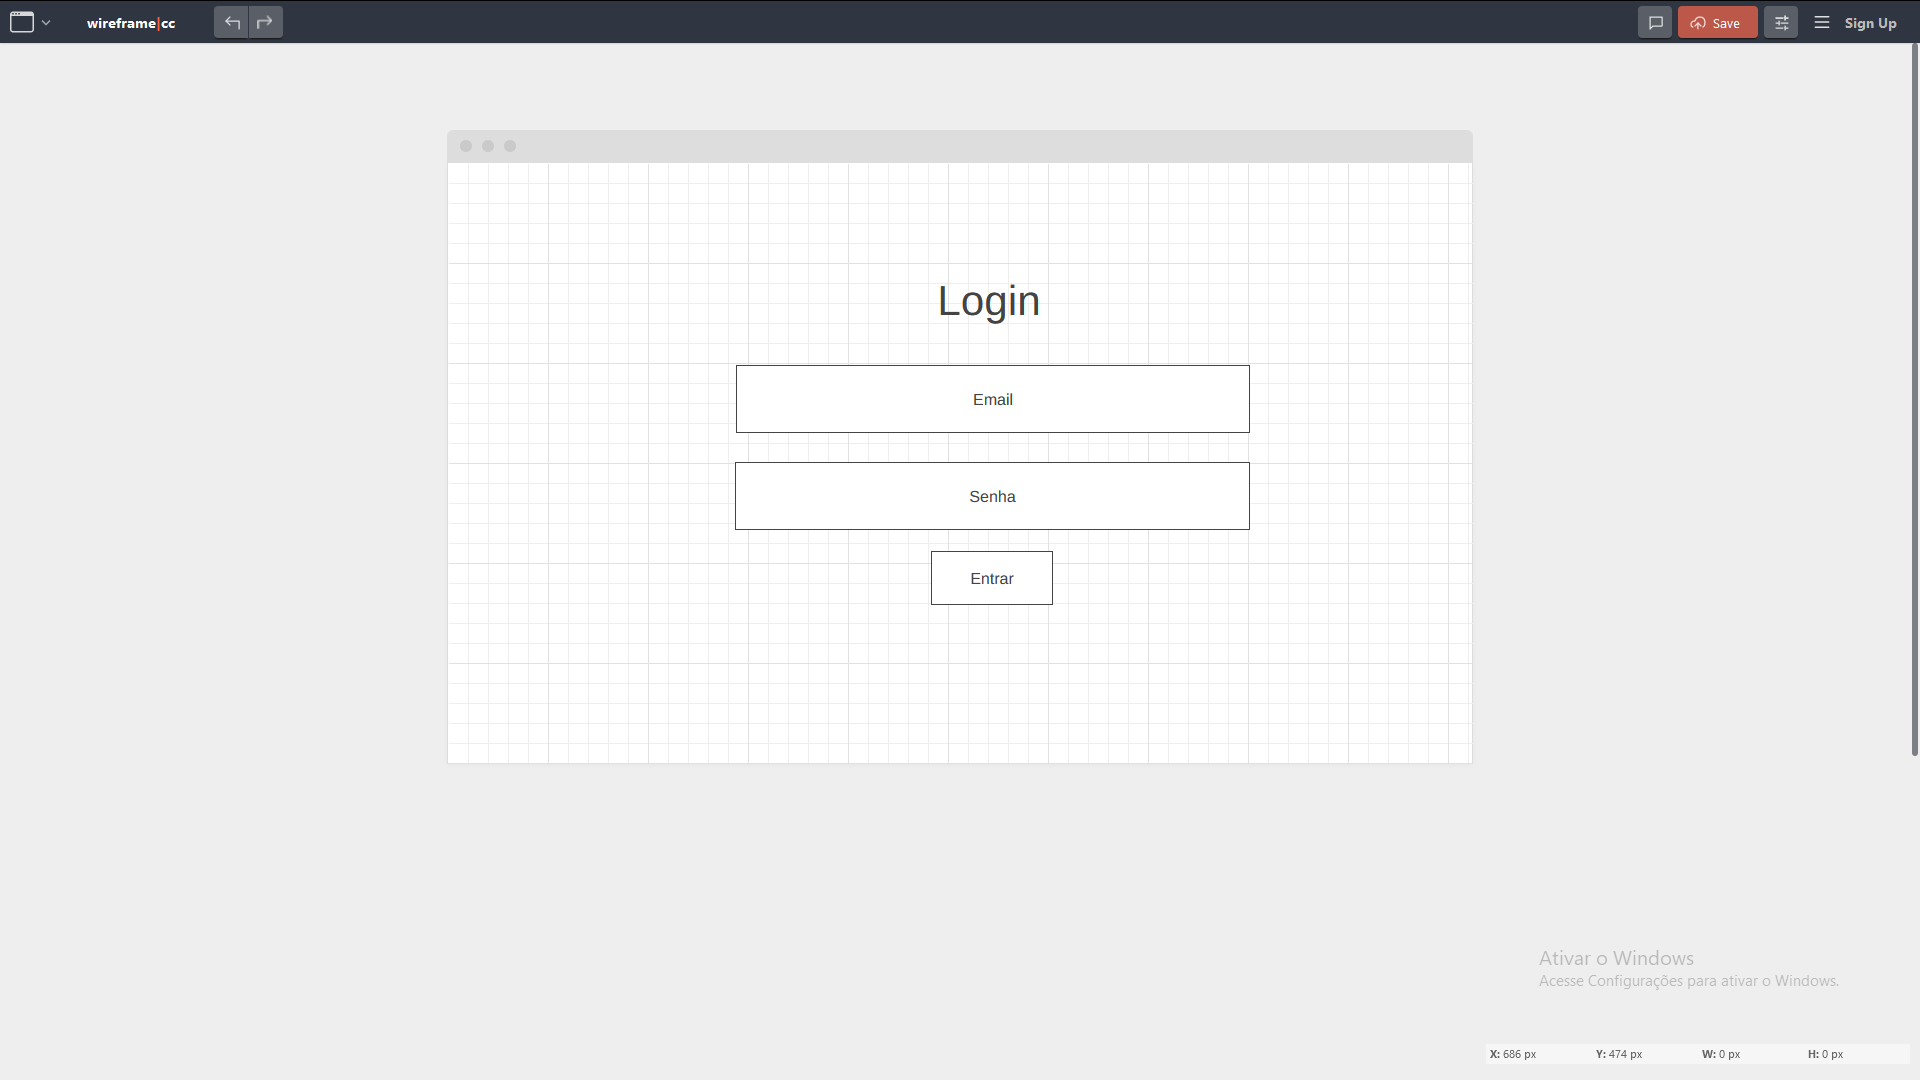 wireframe|cc
Save
Sign Up
Login
Email
Senha
Entrar
Ativar o Windows
Acesse Configurações para ativar o Windows.
X: 686 px Y: 474 px W: 0 px H: 0 px